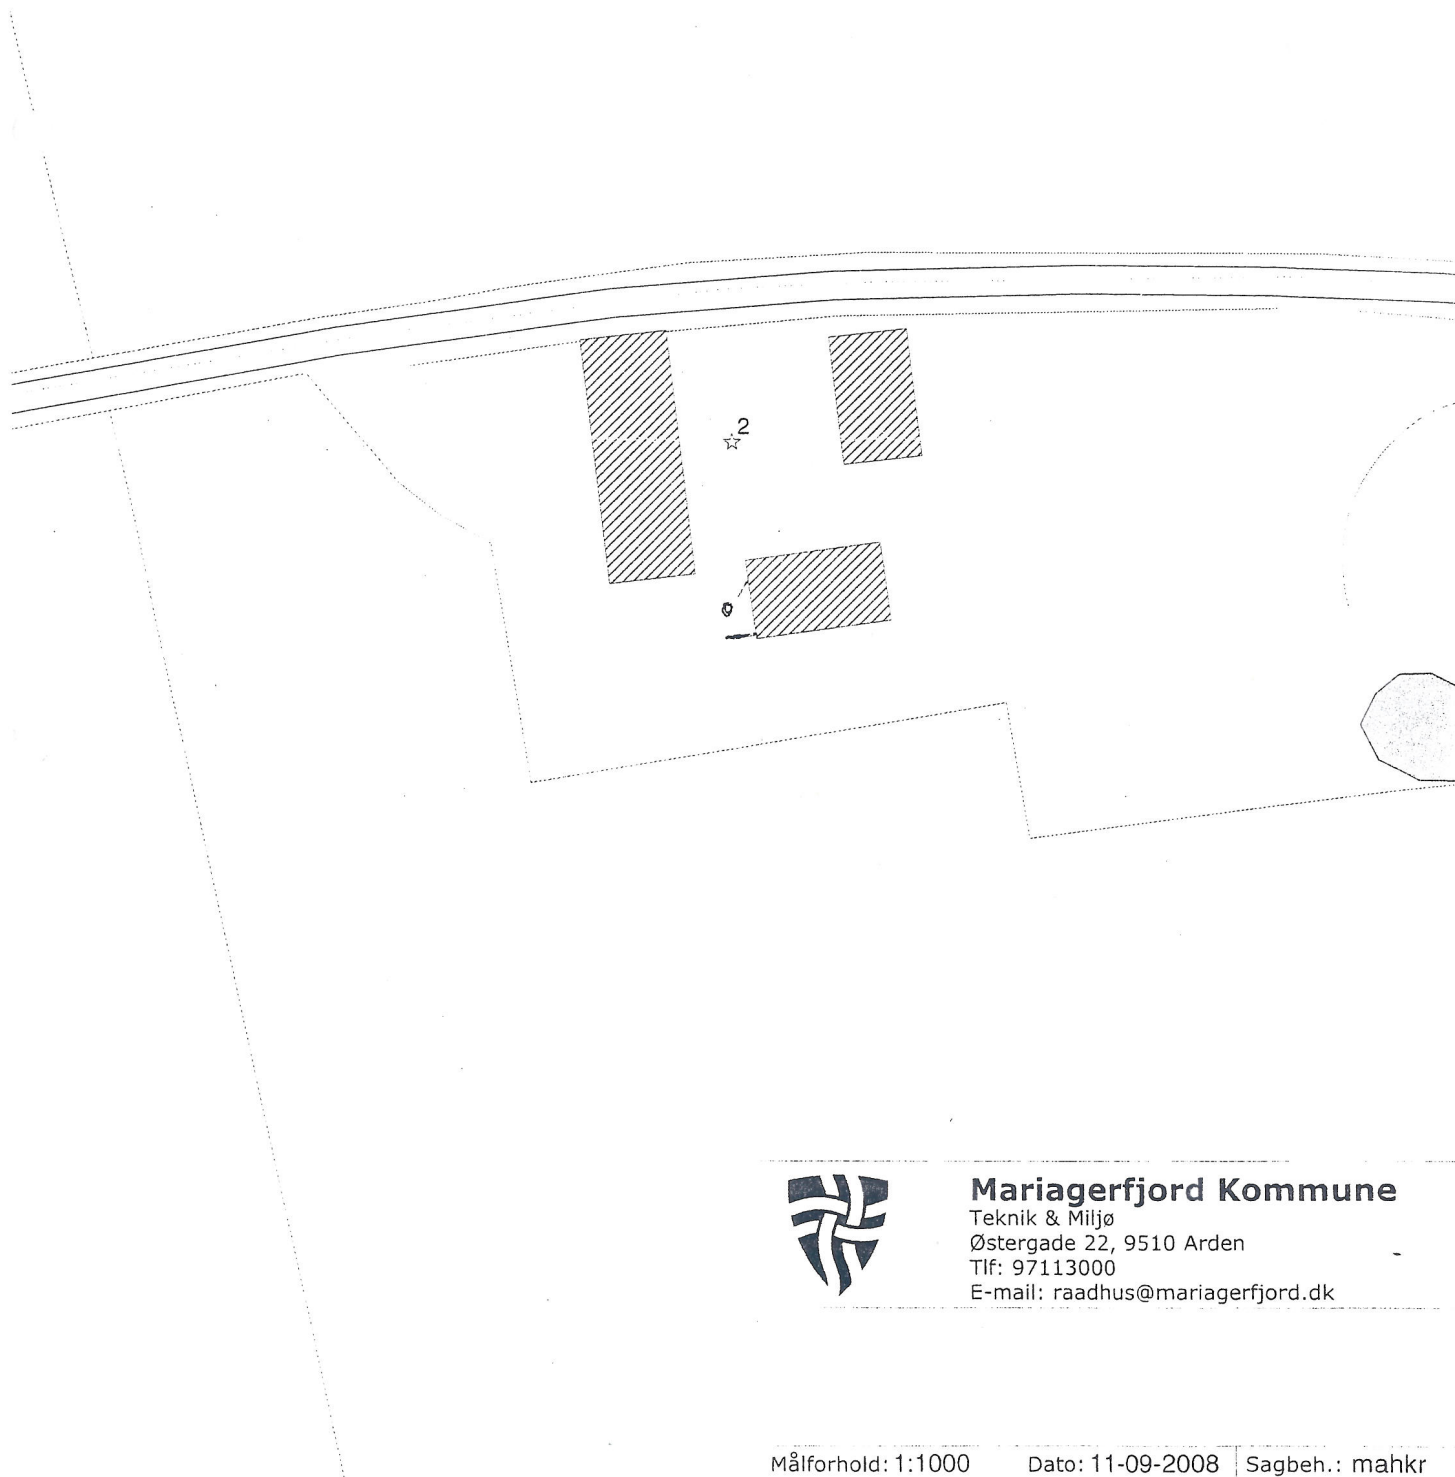 2
Mariagerfjord Kommune
Teknik & Miljø
Østergade 22, 9510 Arden
Tlf: 97113000
E-mail: raadhus@mariagerfjord.dk
Målforhold: 1:1000 Dato: 11-09-2008 Sagbeh.: mahkr